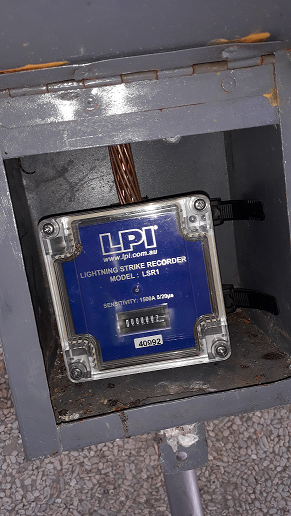 LPI
www.lpi.com.au
LIGHTNING STRIKE RECORDER
MODEL : LSR1
SENSITIVITY: 1500A 8/20µs
40992